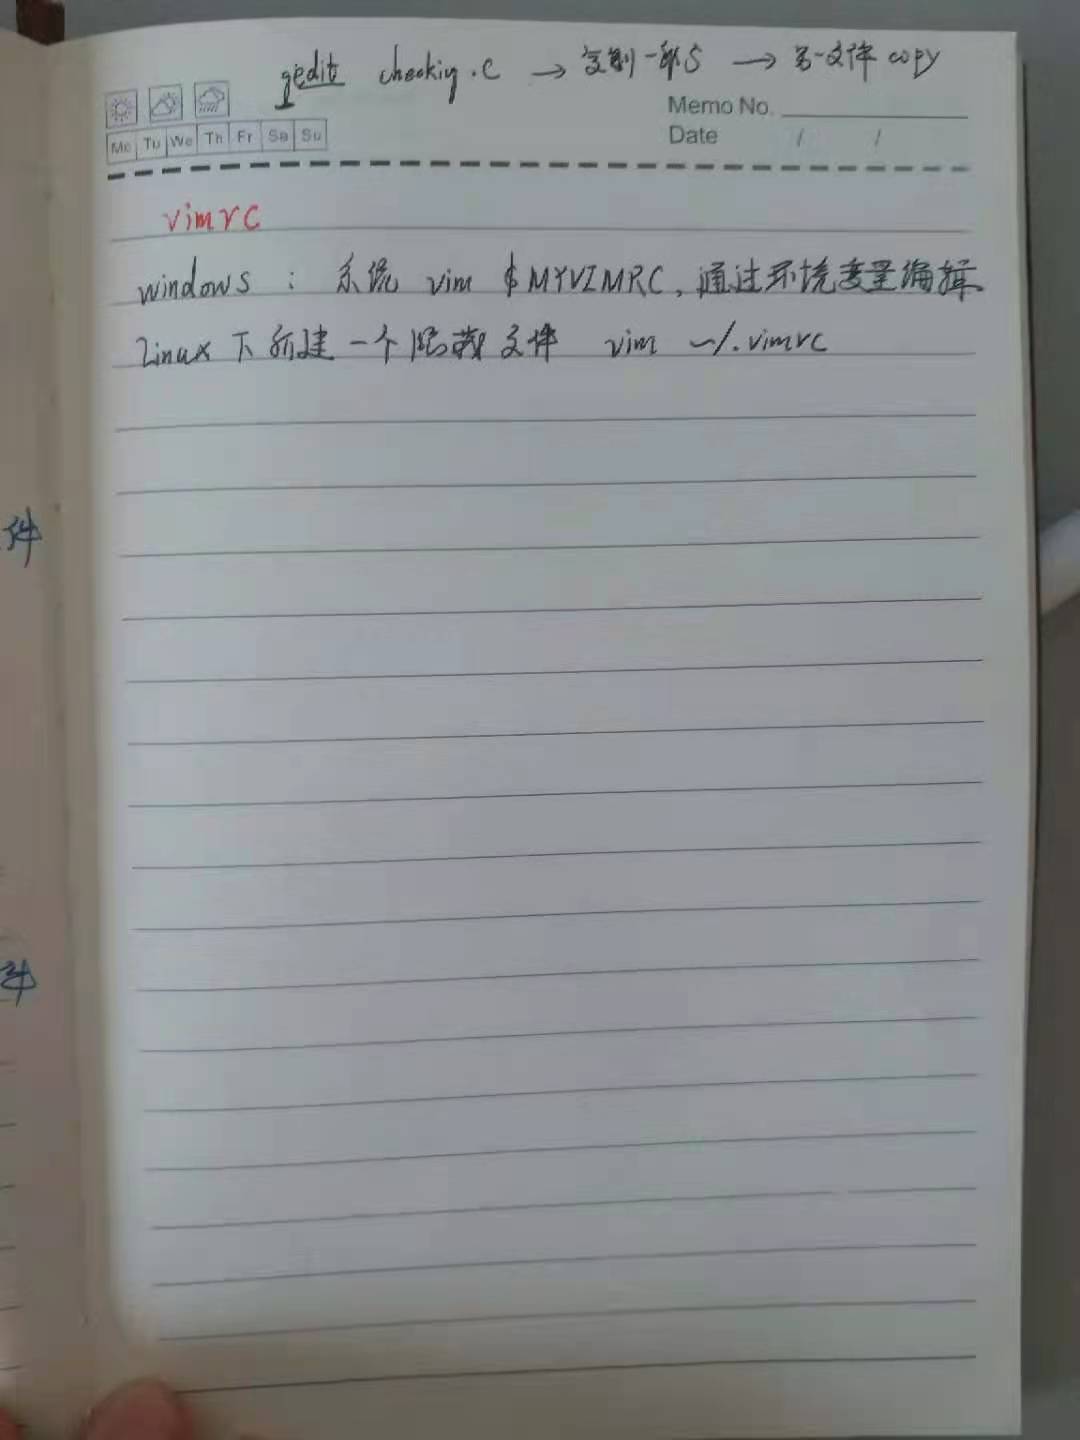 gedit checking.c → 复制一部分 → 另一文件 copy
Memo No.
Mo Tu We Th Fr Sa Su
Date / /
vimrc
windows : 系统 vim $MYVIMRC, 通过环境变量编辑
Linux 下新建一个隐藏文件 vim ~/.vimrc
件